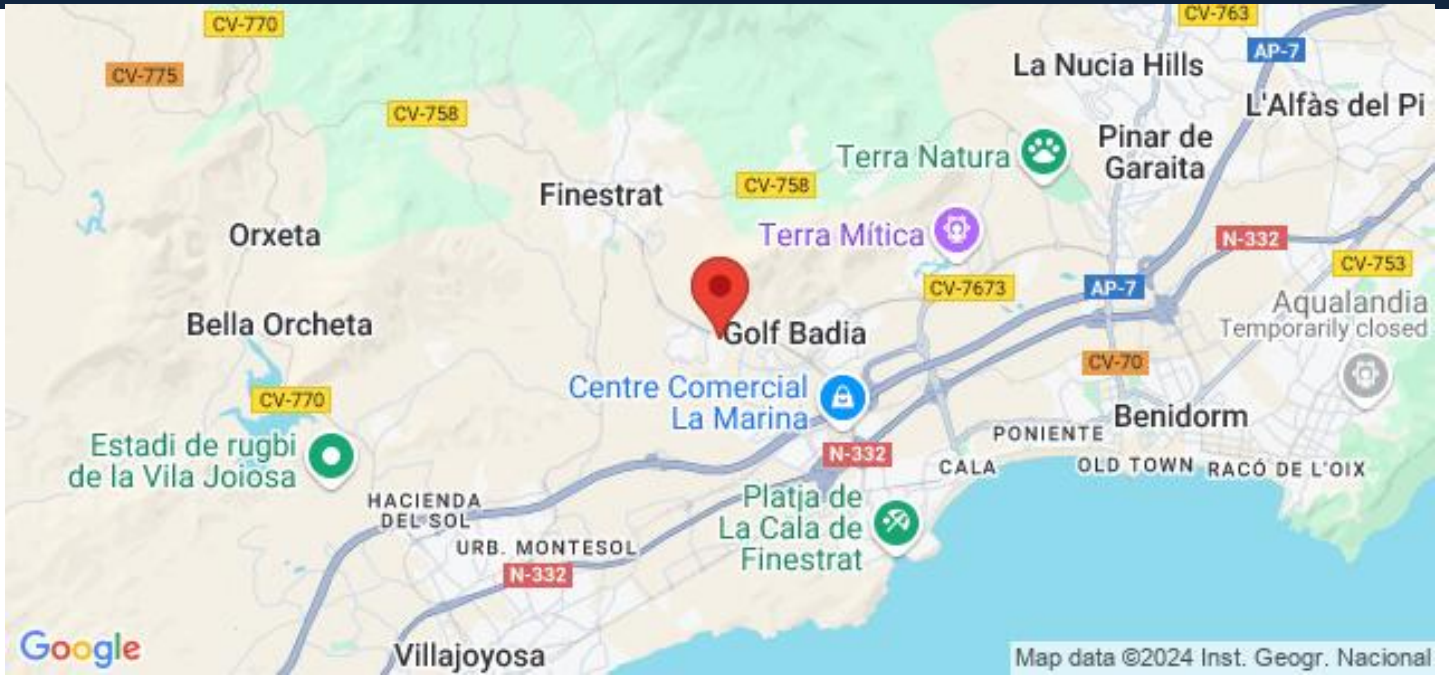 CV-770
CV-763
AP-7
CV-775
La Nucia Hills
L'Alfàs del Pi
CV-758
Pinar de
Garaita
Terra Natura
Finestrat
CV-758
Orxeta
Terra Mítica
N-332
CV-753
CV-7673
AP-7
Aqualandia
Temporarily closed
Bella Orcheta
Golf Badia
CV-70
Centre Comercial
La Marina
CV-770
Benidorm
PONIENTE
Estadi de rugbi
de la Vila Joiosa
N-332
CALA
OLD TOWN
RACÓ DE L'OIX
HACIENDA
DEL SOL
Platja de
La Cala de
Finestrat
URB. MONTESOL
N-332
Google
Villajoyosa
Map data ©2024 Inst. Geogr. Nacional